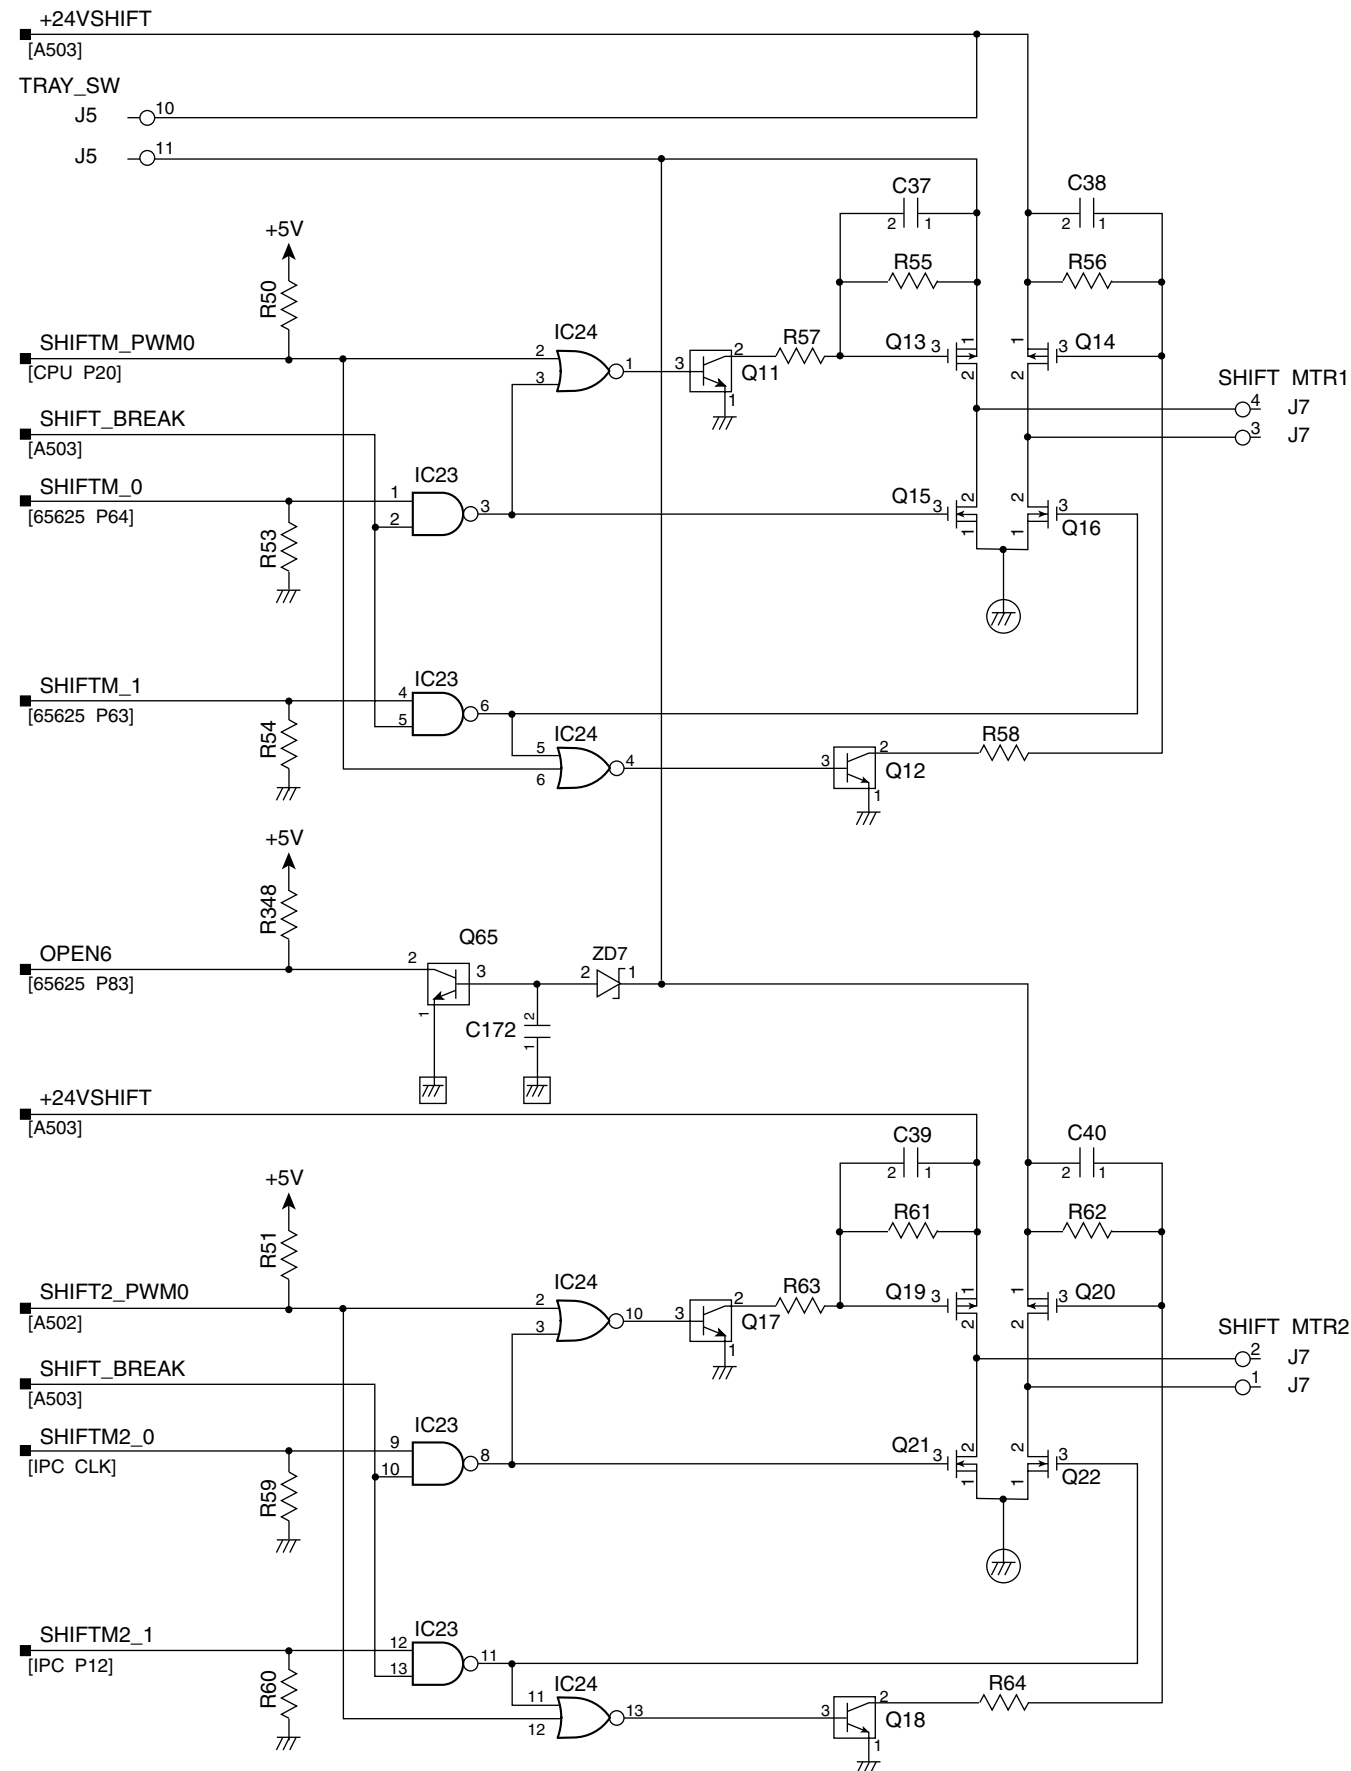 +24VSHIFT
[A503]
TRAY_SW
J5 10
J5 11
C37 C38
2 1 2 1
+5V
R55 R56
R50
SHIFTM_PWM0
[CPU P20]
IC24
2
3
1
3 2
Q11
1
R57
Q13 3 1
2
1 3 Q14
2
SHIFT MTR1
4 J7
3 J7
SHIFT_BREAK
[A503]
SHIFTM_0
[65625 P64]
IC23
1
2
3
R53
Q15 3 2
1
2 3
1 Q16
SHIFTM_1
[65625 P63]
IC23
4
5
6
R54
IC24
5
6
4
3 2
Q12
1
R58
+5V
R348
OPEN6
[65625 P83]
Q65
2 3
1
C172 2
1
ZD7
2 1
+24VSHIFT
[A503]
C39 C40
2 1 2 1
+5V
R61 R62
R51
SHIFT2_PWM0
[A502]
IC24
2
3
10
3 2
Q17
1
R63
Q19 3 1
2
1 3 Q20
2
SHIFT MTR2
2 J7
1 J7
SHIFT_BREAK
[A503]
SHIFTM2_0
[IPC CLK]
IC23
9
10
8
R59
Q21 3 2
1
2 3
1 Q22
SHIFTM2_1
[IPC P12]
IC23
12
13
11
R60
IC24
11
12
13
3 2
Q18
1
R64